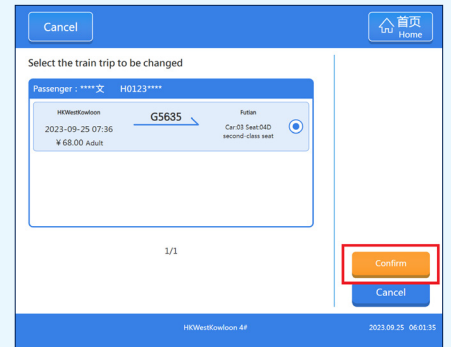 Cancel
首页
Home
Select the train trip to be changed
Passenger : ****文 H0123****
HKWestKowloon G5635 Futian
2023-09-25 07:36 Car:03 Seat:04D
¥ 68.00 Adult second-class seat
1/1
Confirm
Cancel
HKWestKowloon 4# 2023.09.25 06:01:35